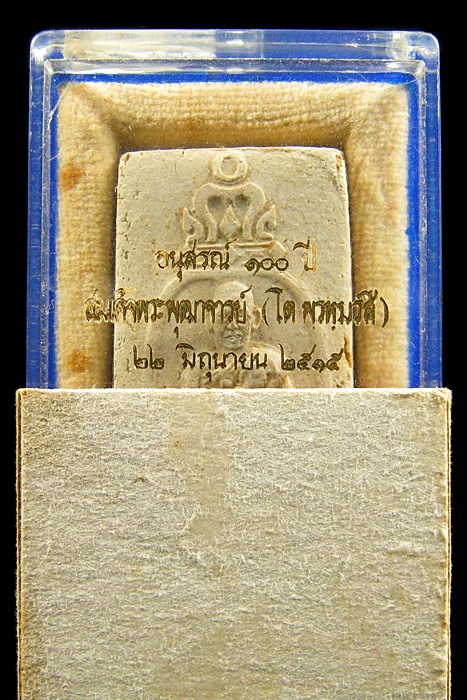 อนุสรณ์ ๑๐๐ ปี
สมเด็จพระพุฒาจารย์ (โต พรหฺมรํสี)
๒๒ มิถุนายน ๒๕๑๕